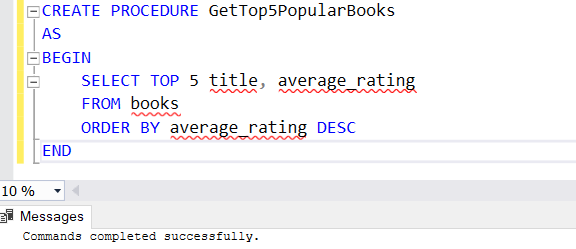 CREATE PROCEDURE GetTop5PopularBooks
AS
BEGIN
SELECT TOP 5 title, average_rating
FROM books
ORDER BY average_rating DESC
END
10 %
Messages
Commands completed successfully.